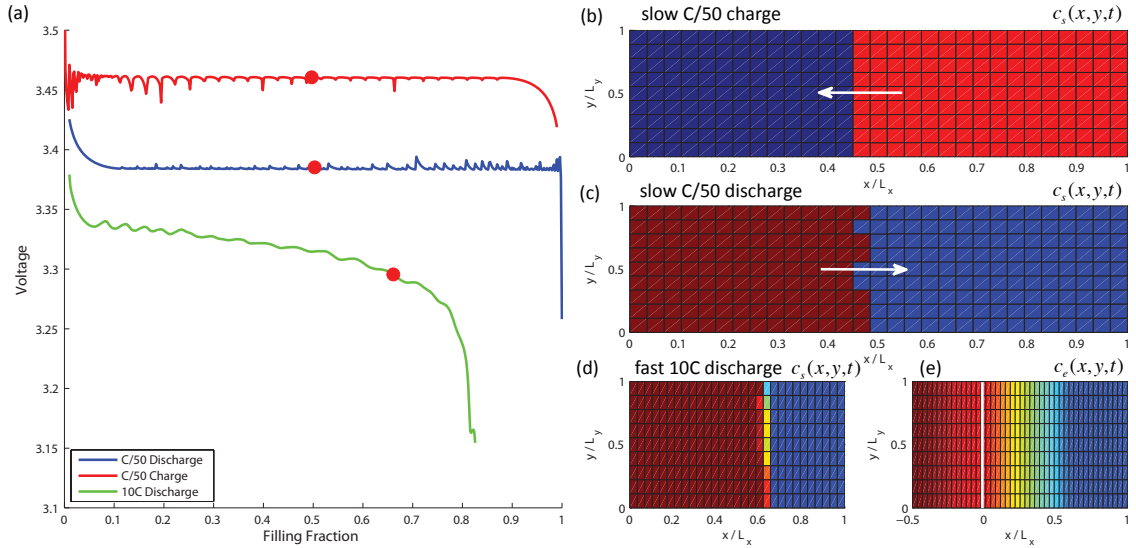 (a)
3.5
3.45
3.4
3.35
3.3
3.25
3.2
3.15
3.1
Voltage
C/50 Discharge
C/50 Charge
10C Discharge
0 0.1 0.2 0.3 0.4 0.5 0.6 0.7 0.8 0.9 1
Filling Fraction
(b) slow C/50 charge c_s(x,y,t)
1
0.5
0
y/L_y
0 0.1 0.2 0.3 0.4 0.5 0.6 0.7 0.8 0.9 1
x/L_x
(c) slow C/50 discharge c_s(x,y,t)
1
0.5
0
y/L_y
0 0.1 0.2 0.3 0.4 0.5 0.6 0.7 0.8 0.9 1
x/L_x
(d) fast 10C discharge c_s(x,y,t)
1
0.5
0
y/L_y
0 0.2 0.4 0.6 0.8 1
x/L_x
(e) c_e(x,y,t)
1
0.5
0
y/L_y
-0.5 0 0.5 1
x/L_x